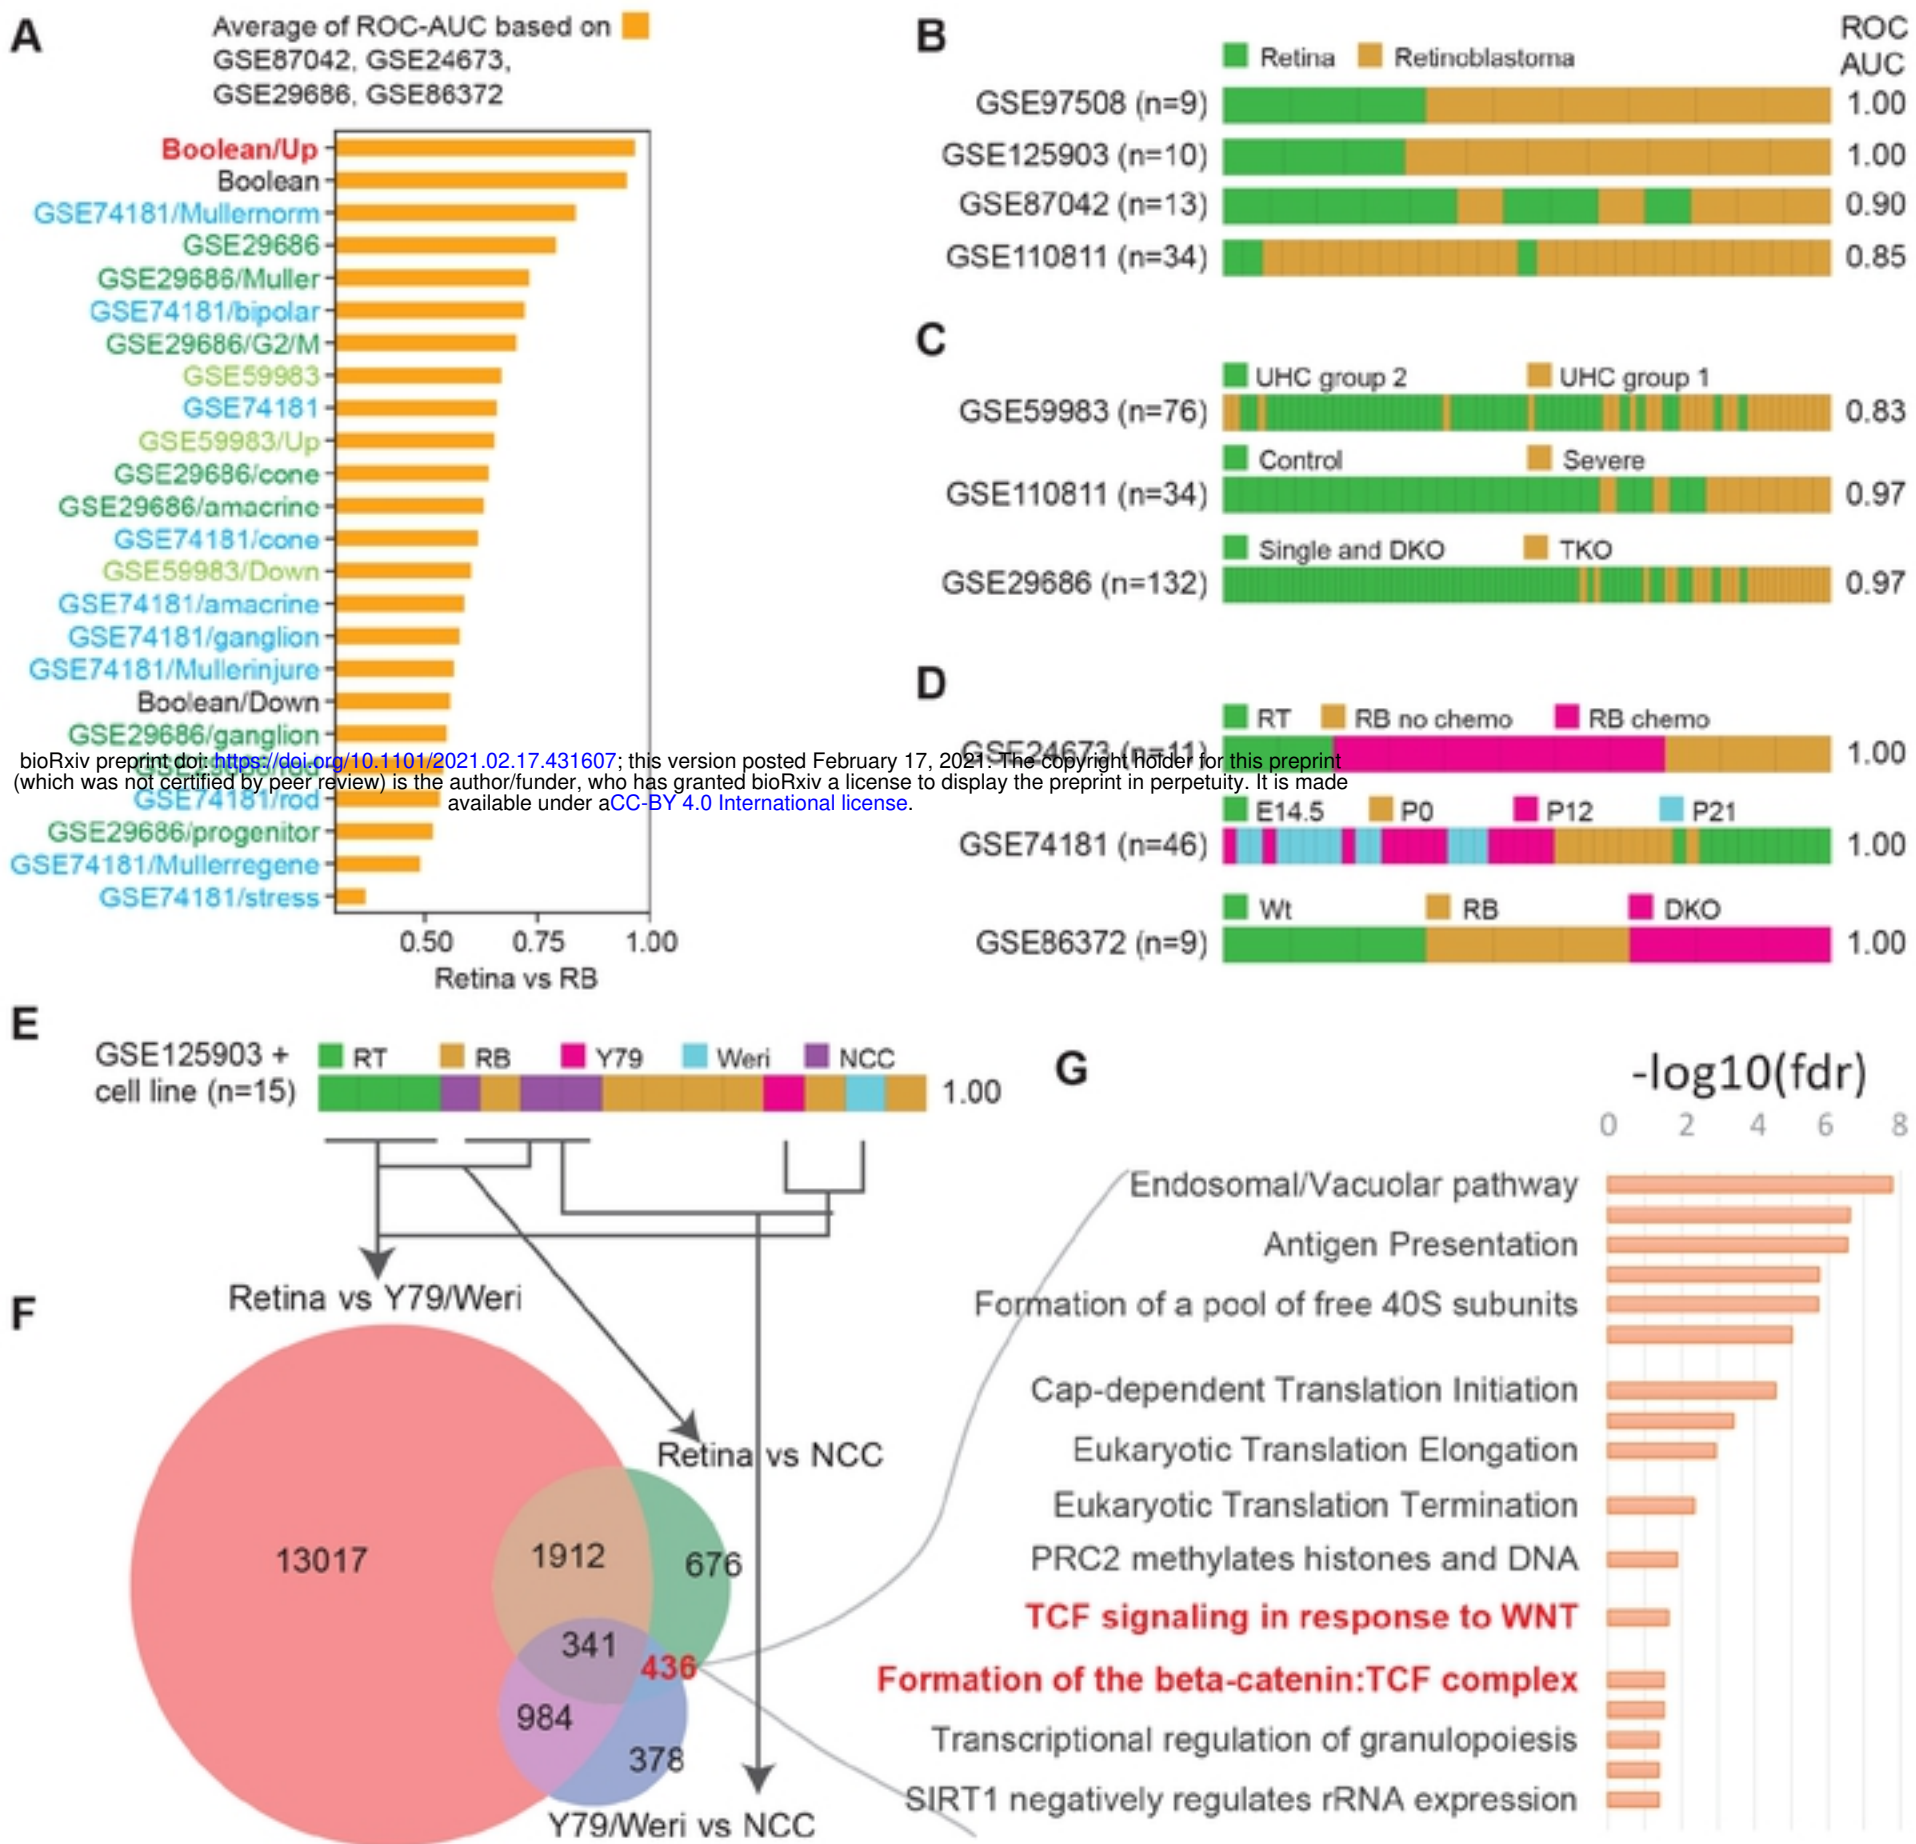 A
Average of ROC-AUC based on
GSE87042, GSE24673,
GSE29686, GSE86372
Boolean/Up
Boolean
GSE74181/Mullernorm
GSE29686
GSE29686/Muller
GSE74181/bipolar
GSE29686/G2/M
GSE59983
GSE74181
GSE59983/Up
GSE29686/cone
GSE29686/amacrine
GSE74181/cone
GSE59983/Down
GSE74181/amacrine
GSE74181/ganglion
GSE74181/Mullerinjure
Boolean/Down
GSE29686/ganglion
GSE29686/rod
GSE74181/rod
GSE29686/progenitor
GSE74181/Mullerregene
GSE74181/stress
0.50 0.75 1.00
Retina vs RB
bioRxiv preprint doi: https://doi.org/10.1101/2021.02.17.431607; this version posted February 17, 2021. The copyright holder for this preprint
(which was not certified by peer review) is the author/funder, who has granted bioRxiv a license to display the preprint in perpetuity. It is made
available under aCC-BY 4.0 International license.
B
Retina Retinoblastoma
ROC
AUC
GSE97508 (n=9) 1.00
GSE125903 (n=10) 1.00
GSE87042 (n=13) 0.90
GSE110811 (n=34) 0.85
C
UHC group 2 UHC group 1
GSE59983 (n=76) 0.83
Control Severe
GSE110811 (n=34) 0.97
Single and DKO TKO
GSE29686 (n=132) 0.97
D
RT RB no chemo RB chemo
GSE24673 (n=11) 1.00
E14.5 P0 P12 P21
GSE74181 (n=46) 1.00
Wt RB DKO
GSE86372 (n=9) 1.00
E
GSE125903 +
cell line (n=15)
RT RB Y79 Weri NCC
1.00
F
Retina vs Y79/Weri
Retina vs NCC
13017
1912
676
341
436
984
378
Y79/Weri vs NCC
G
-log10(fdr)
0 2 4 6 8
Endosomal/Vacuolar pathway
Antigen Presentation
Formation of a pool of free 40S subunits
Cap-dependent Translation Initiation
Eukaryotic Translation Elongation
Eukaryotic Translation Termination
PRC2 methylates histones and DNA
TCF signaling in response to WNT
Formation of the beta-catenin:TCF complex
Transcriptional regulation of granulopoiesis
SIRT1 negatively regulates rRNA expression